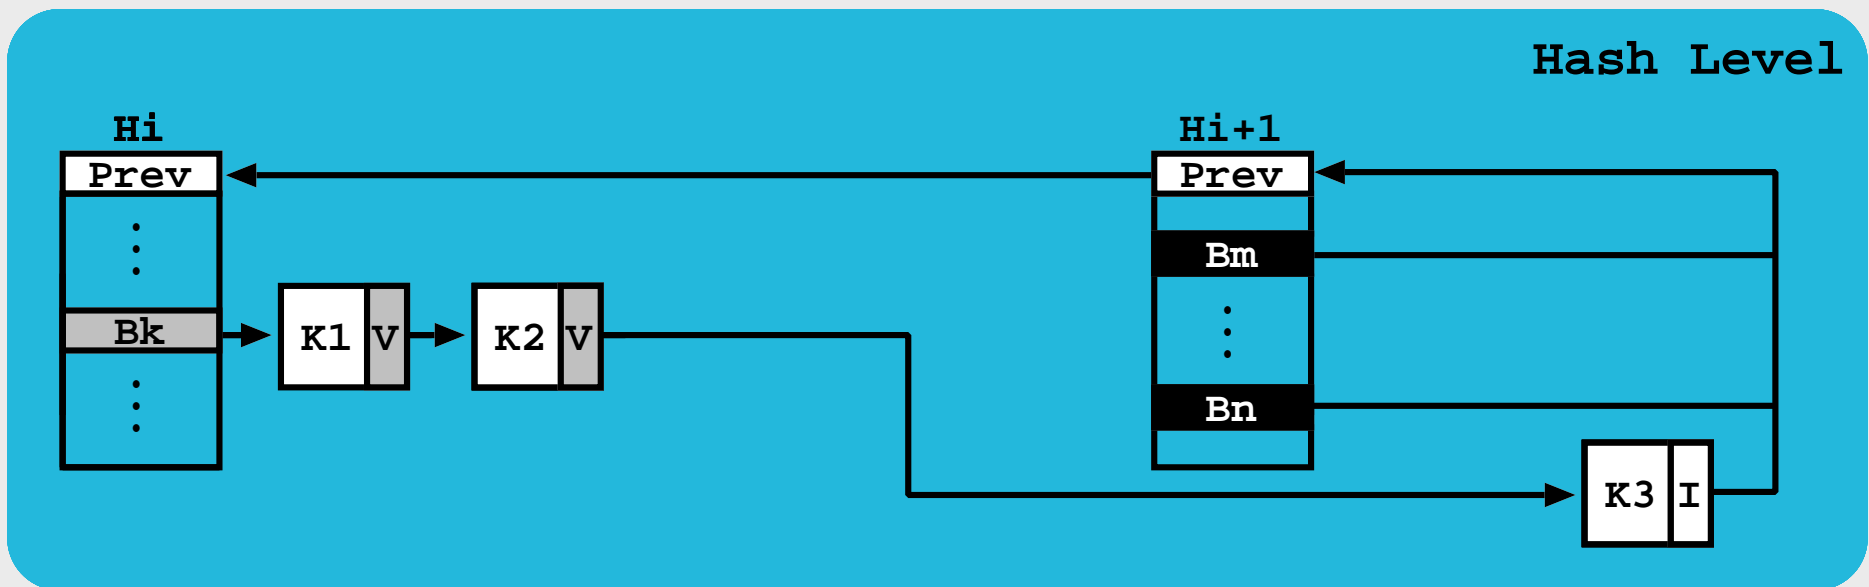 Hash Level
Hi
Hi+1
Prev
Prev
Bm
Bk
K1 V
K2 V
Bn
K3 I